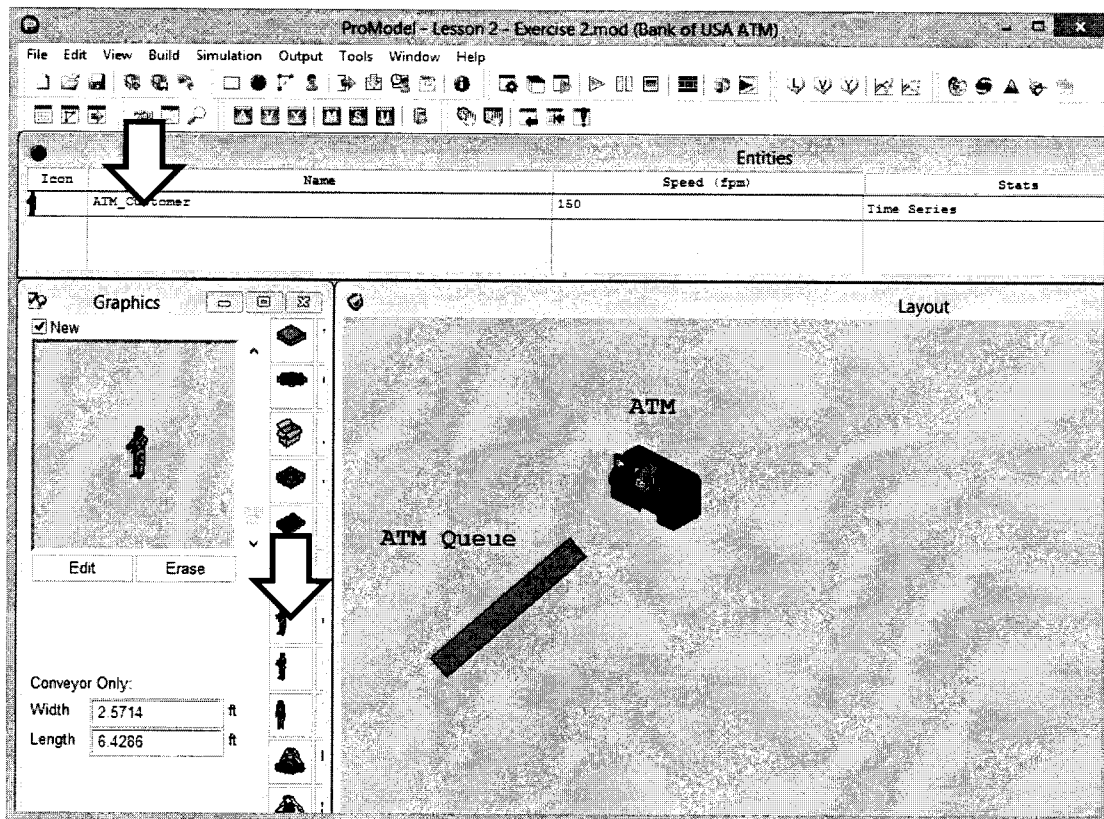 ProModel - Lesson 2 - Exercise 2.mod (Bank of USA ATM)
File Edit View Build Simulation Output Tools Window Help
Entities
Icon Name Speed (fpm) Stats
ATM_Customer 150 Time Series
Graphics
Layout
New
ATM
ATM Queue
Edit Erase
Conveyor Only:
Width 2.5714 ft
Length 6.4286 ft